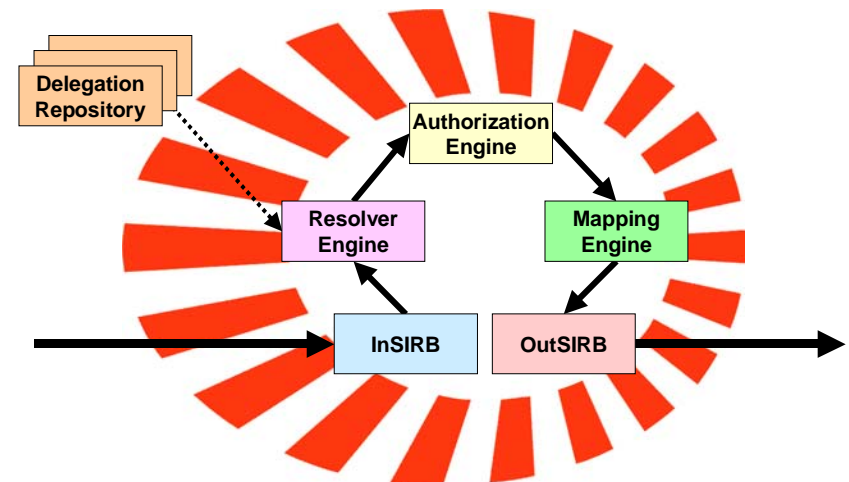 Delegation
Repository
Authorization
Engine
Resolver
Engine
Mapping
Engine
InSIRB
OutSIRB